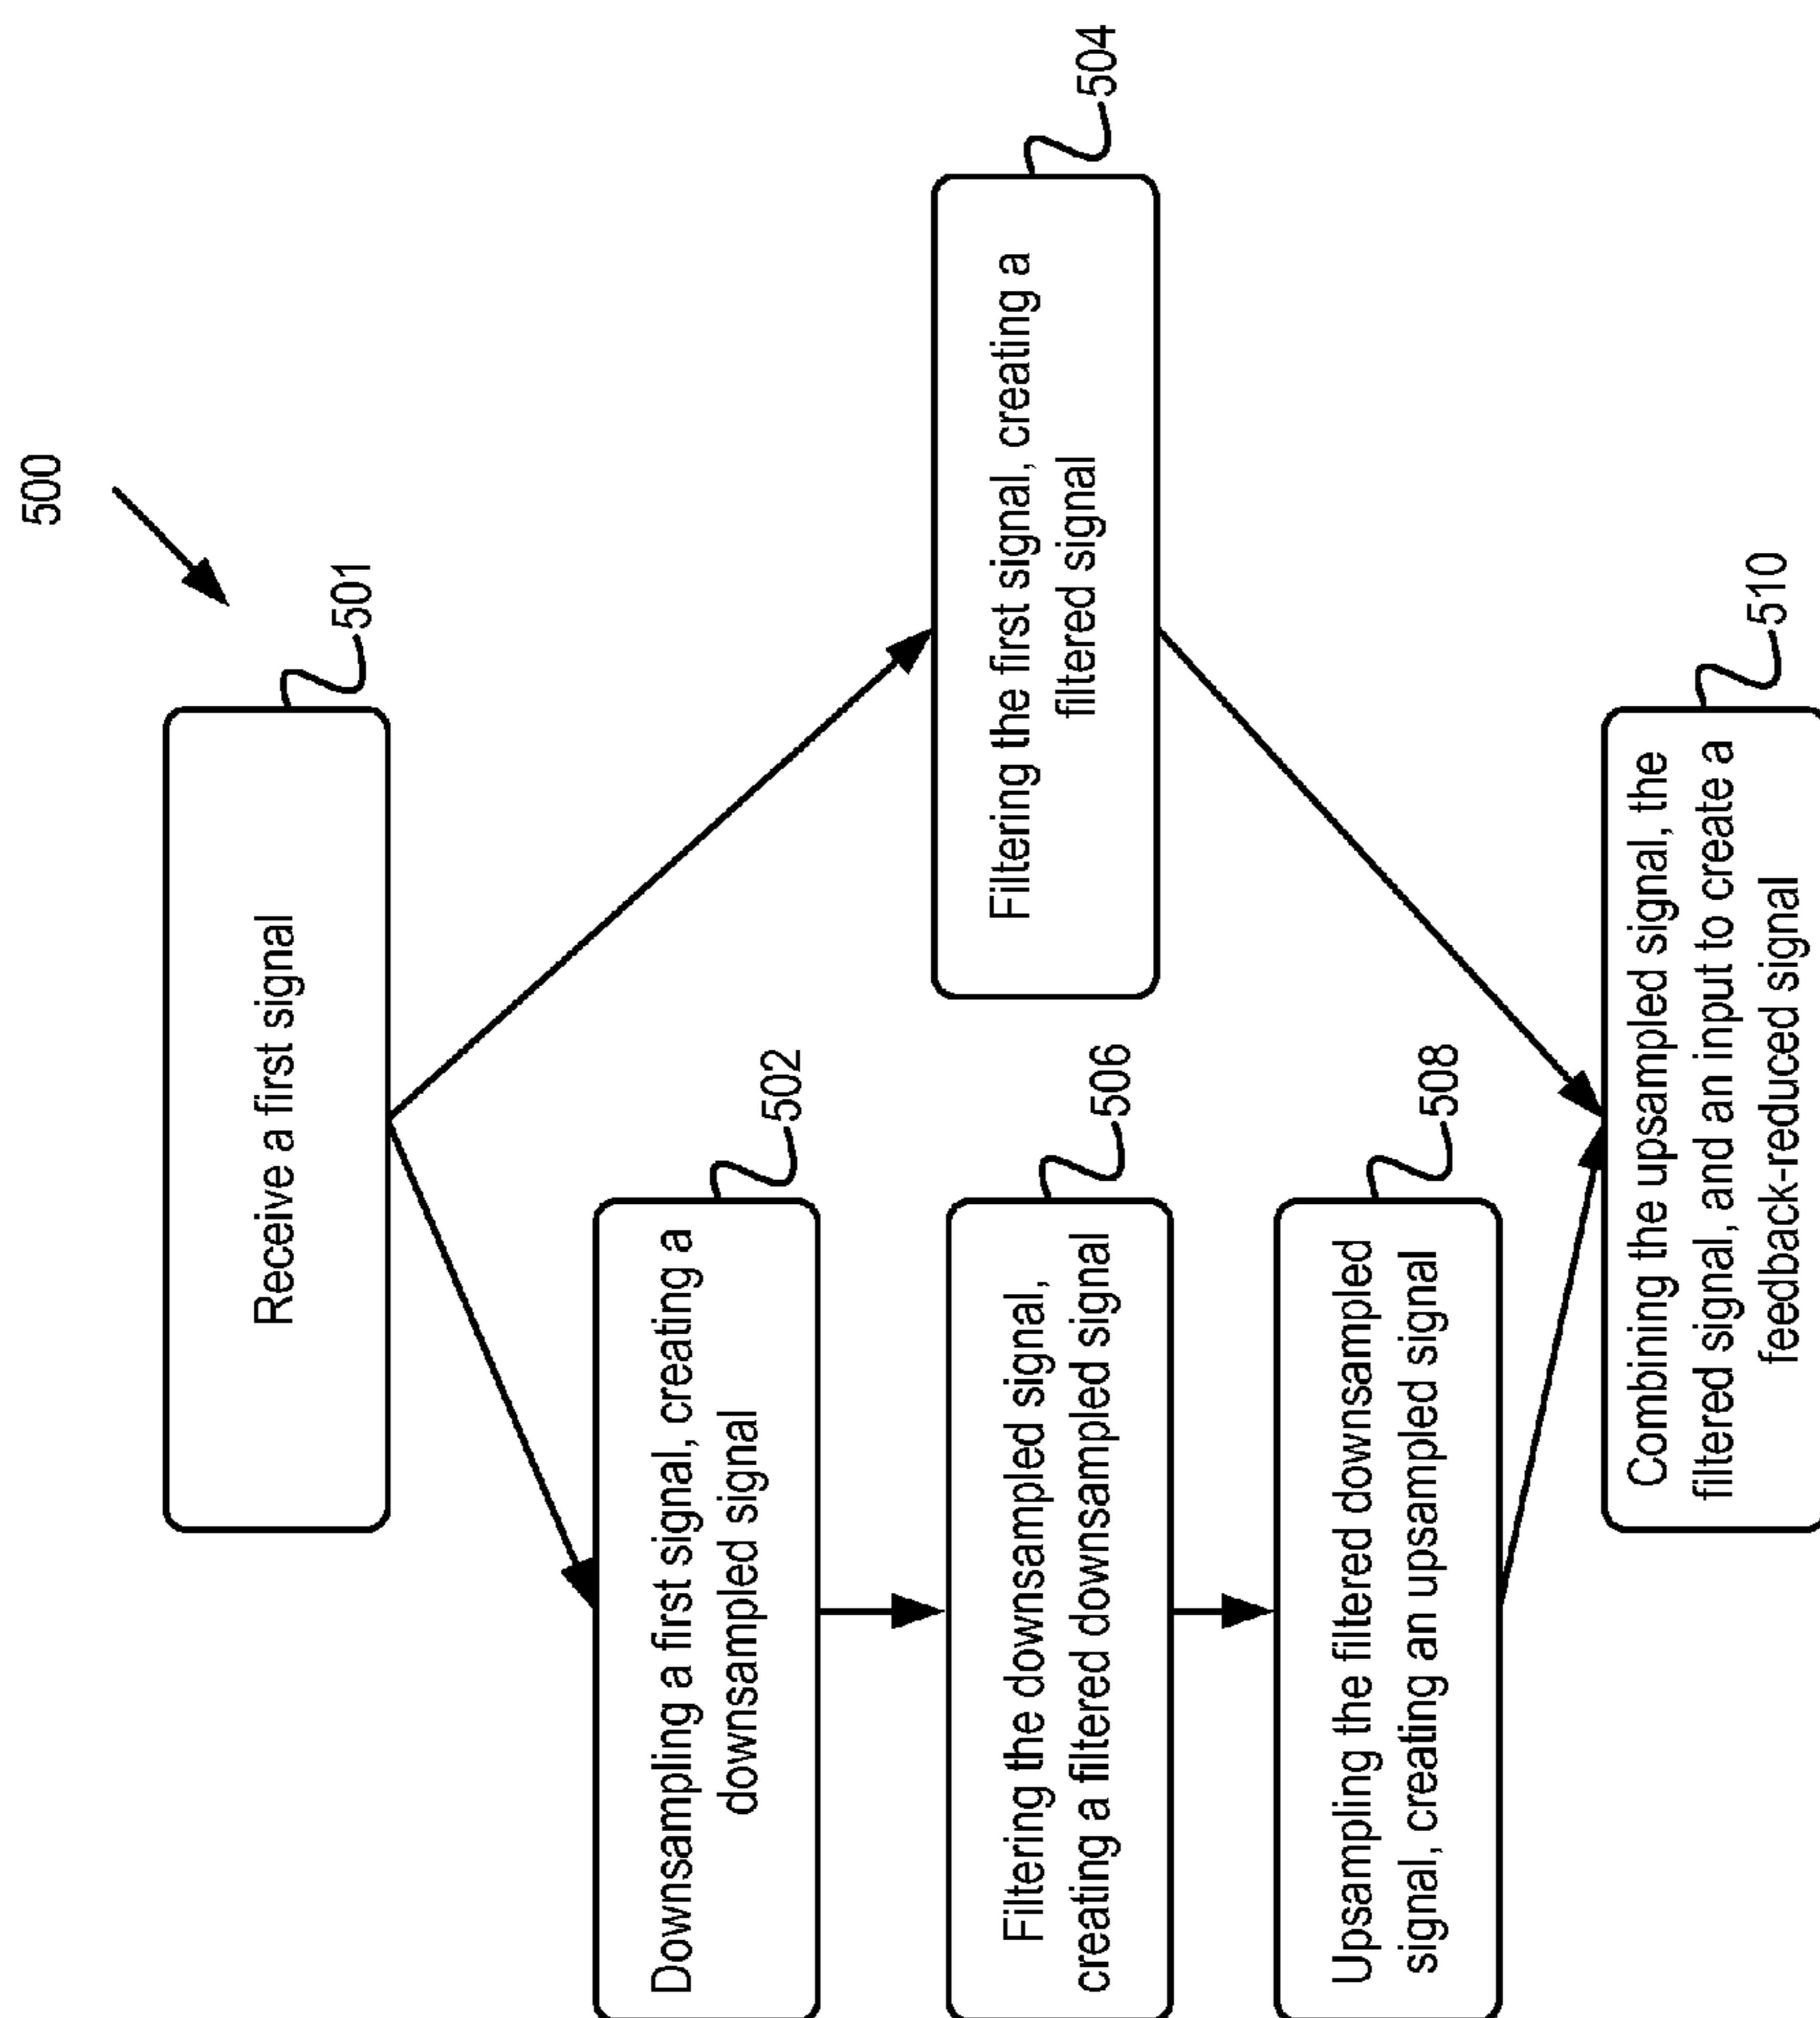 500
Receive a first signal
501
Downsampling a first signal, creating a
downsampled signal
502
Filtering the first signal, creating a
filtered signal
504
Filtering the downsampled signal,
creating a filtered downsampled signal
506
Upsampling the filtered downsampled
signal, creating an upsampled signal
508
Combining the upsampled signal, the
filtered signal, and an input to create a
feedback-reduced signal
510